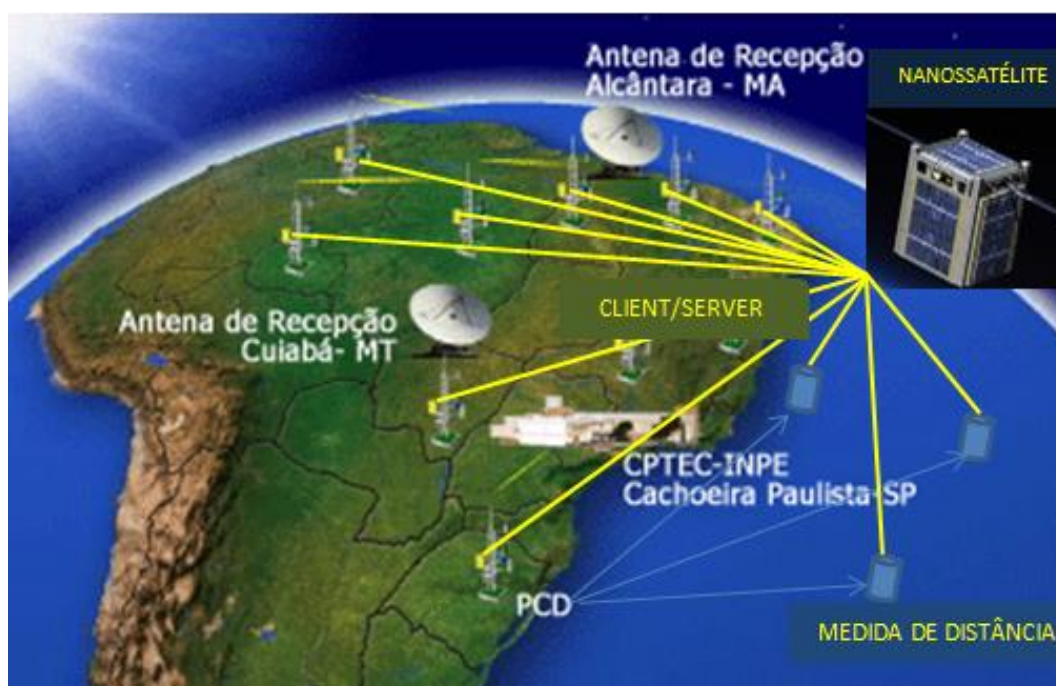 Antena de Recepção
Alcântara - MA
NANOSSATÉLITE
CLIENT/SERVER
Antena de Recepção
Cuiabá- MT
CPTEC-INPE
Cachoeira Paulista-SP
PCD
MEDIDA DE DISTÂNCIA